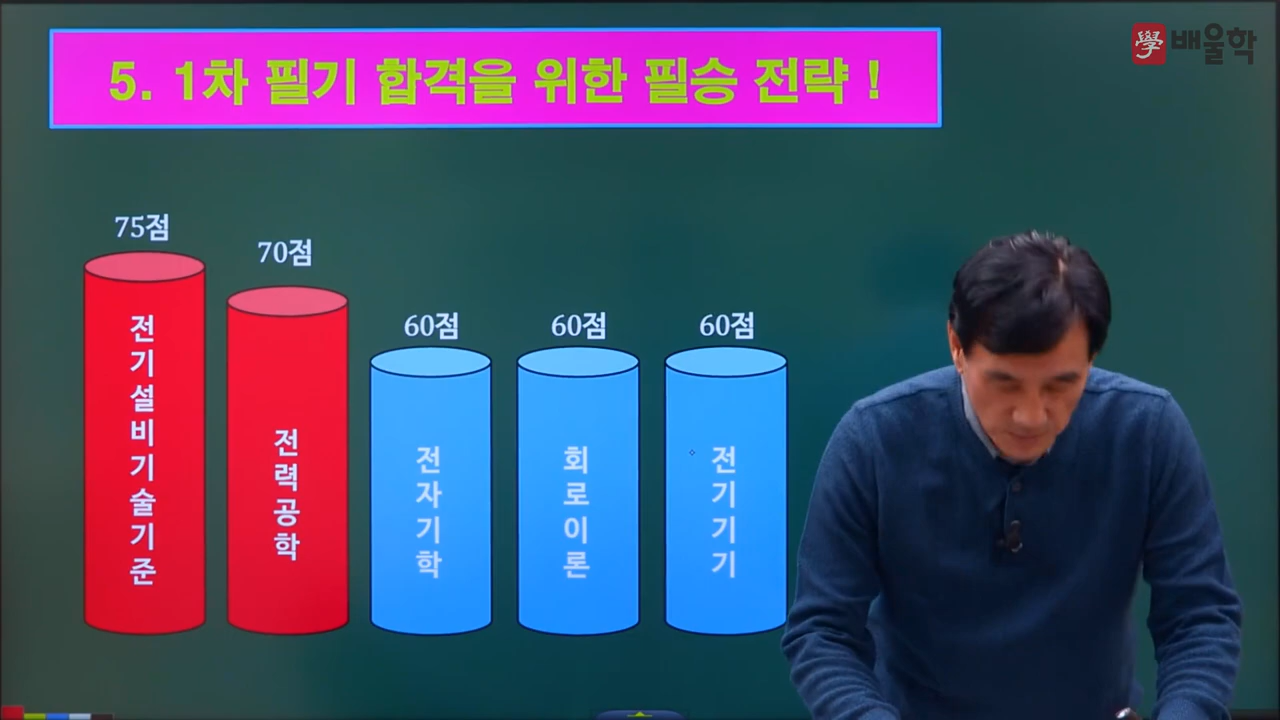 學 배울학
5. 1차 필기 합격을 위한 필승 전략 !
75점
70점
60점
60점
60점
전기설비기술기준
전력공학
전자기학
회로이론
전기기기